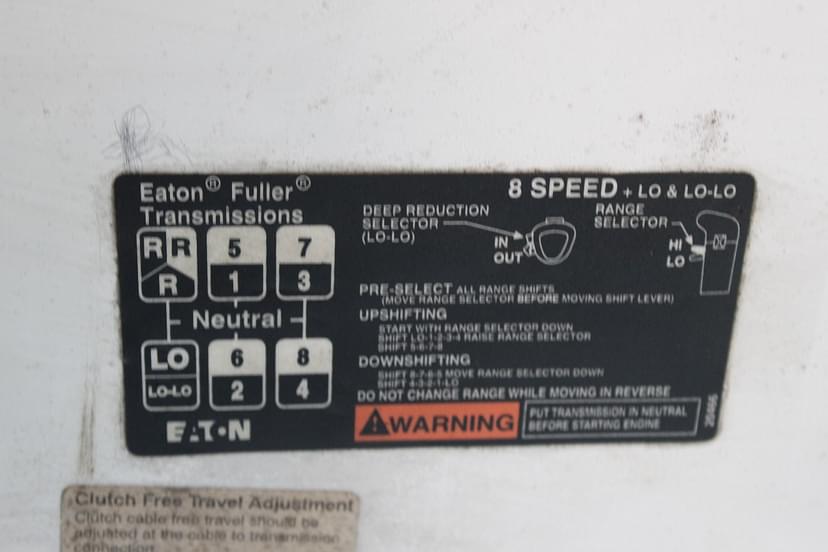 Eaton® Fuller®
Transmissions
8 SPEED + LO & LO-LO
R R
R
5
1
7
3
Neutral
LO
LO-LO
6
2
8
4
EATON
DEEP REDUCTION
SELECTOR
(LO-LO)
IN
OUT
RANGE
SELECTOR
HI
LO
PRE-SELECT ALL RANGE SHIFTS
(MOVE RANGE SELECTOR BEFORE MOVING SHIFT LEVER)
UPSHIFTING
START WITH RANGE SELECTOR DOWN
SHIFT LO-1-2-3-4 RAISE RANGE SELECTOR
SHIFT 5-6-7-8
DOWNSHIFTING
SHIFT 8-7-6-5 MOVE RANGE SELECTOR DOWN
SHIFT 4-3-2-1-LO
DO NOT CHANGE RANGE WHILE MOVING IN REVERSE
WARNING
PUT TRANSMISSION IN NEUTRAL
BEFORE STARTING ENGINE
20466
Clutch Free Travel Adjustment
Clutch cable free travel should be
adjusted at the cable to transmission
connection